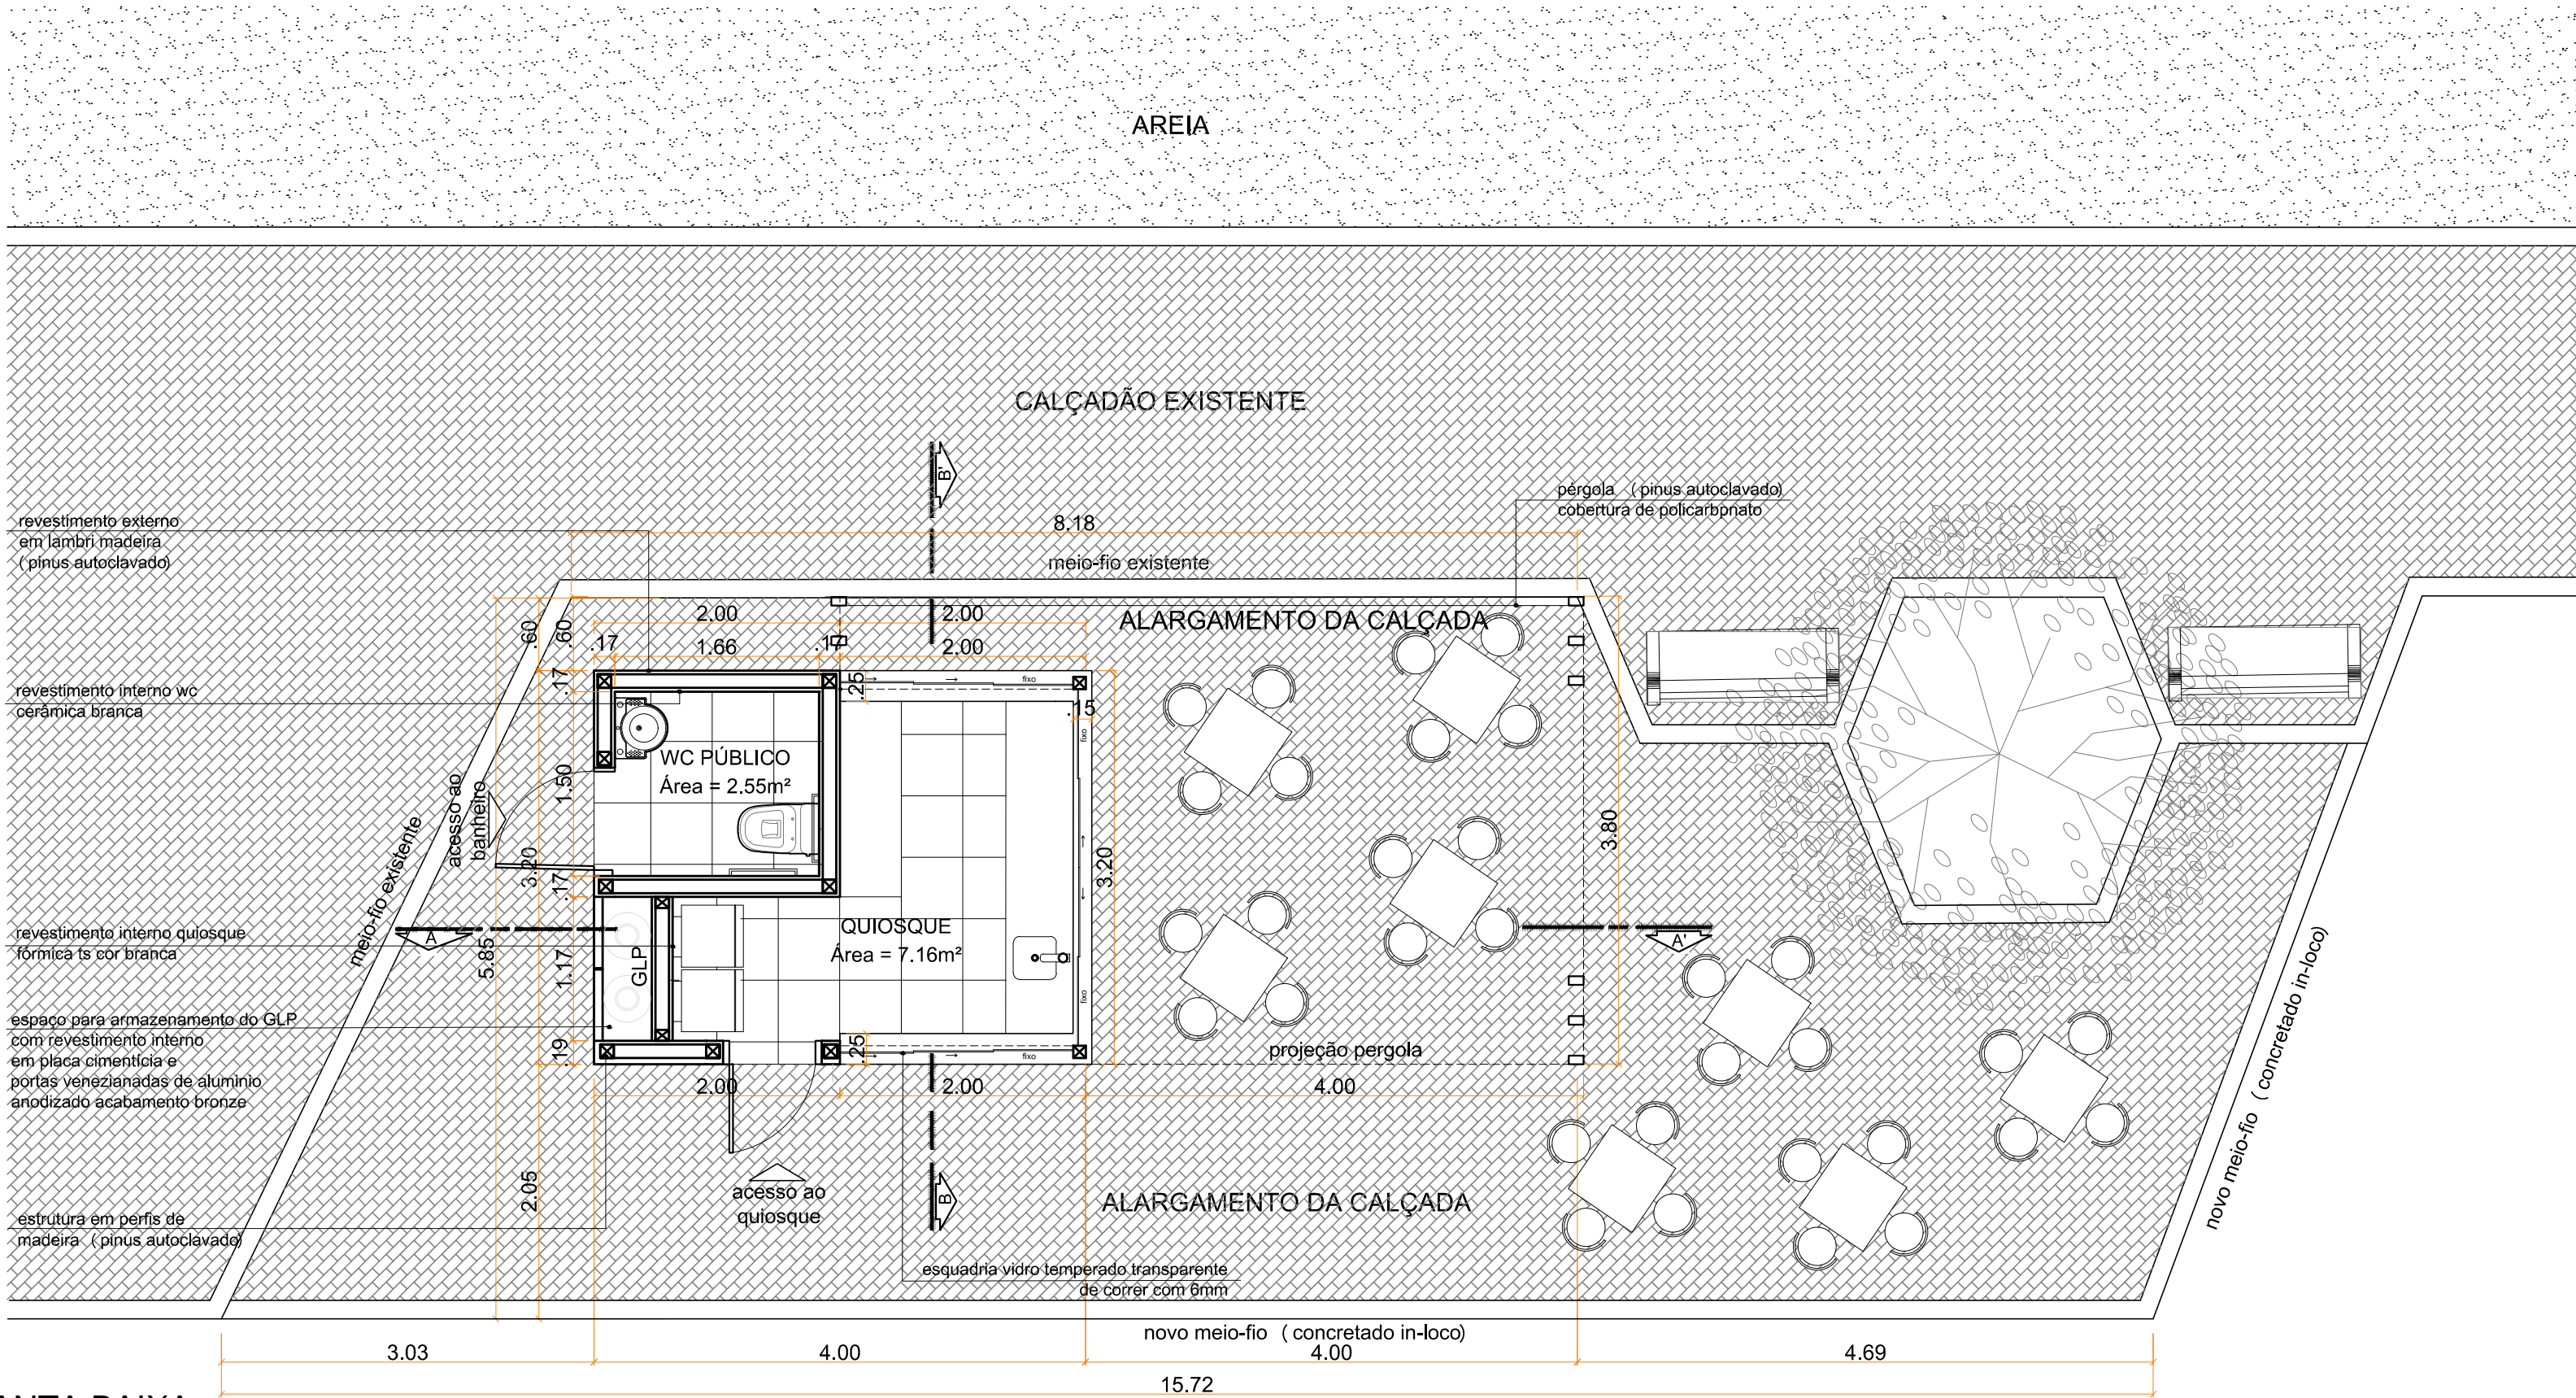 AREIA
CALÇADÃO EXISTENTE
B'
8.18
meio-fio existente
pérgola ( pinus autoclavado)
cobertura de policarbpnato
revestimento externo
em lambri madeira
( pinus autoclavado)
2.00
2.00
ALARGAMENTO DA CALÇADA
.60
.60
.17
1.66
.17
2.00
.17
.25
fixo
.15
fixo
revestimento interno wc
cerâmica branca
WC PÚBLICO
Área = 2.55m²
1.50
acesso ao
banheiro
meio-fio existente
3.20
.17
3.20
3.80
QUIOSQUE
Área = 7.16m²
A
A'
revestimento interno quiosque
fórmica ts cor branca
5.85
1.17
GLP
fixo
espaço para armazenamento do GLP
com revestimento interno
em placa cimentícia e
portas venezianadas de aluminio
anodizado acabamento bronze
.19
.25
fixo
projeção pergola
2.00
2.00
4.00
novo meio-fio ( concretado in-loco)
2.05
acesso ao
quiosque
B
ALARGAMENTO DA CALÇADA
estrutura em perfis de
madeira ( pinus autoclavado)
esquadria vidro temperado transparente
de correr com 6mm
novo meio-fio ( concretado in-loco)
3.03
4.00
4.00
4.69
15.72